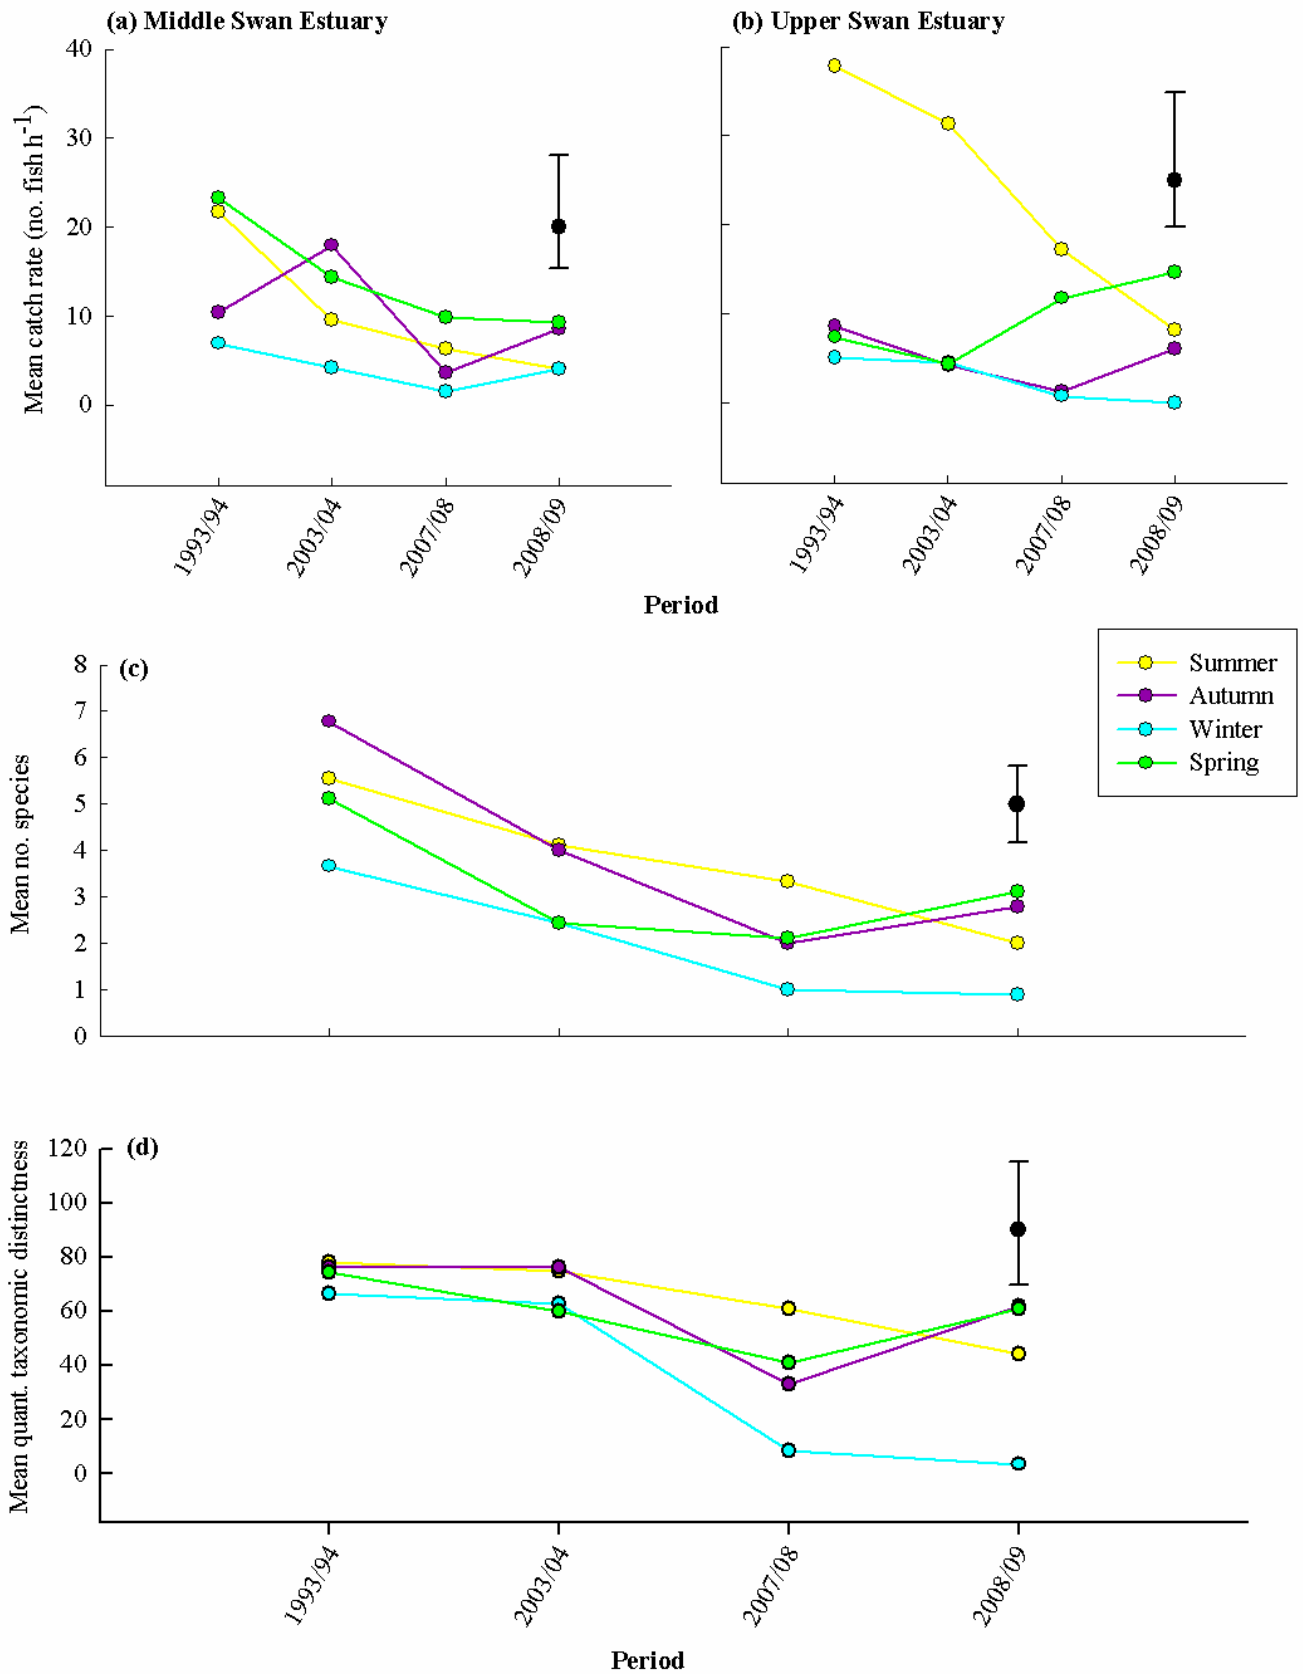 (a) Middle Swan Estuary
(b) Upper Swan Estuary
Mean catch rate (no. fish h-1)
40
30
20
10
0
1993/94
2003/04
2007/08
2008/09
1993/94
2003/04
2007/08
2008/09
Period
Summer
Autumn
Winter
Spring
(c)
Mean no. species
8
7
6
5
4
3
2
1
0
(d)
Mean quant. taxonomic distinctness
120
100
80
60
40
20
0
1993/94
2003/04
2007/08
2008/09
Period